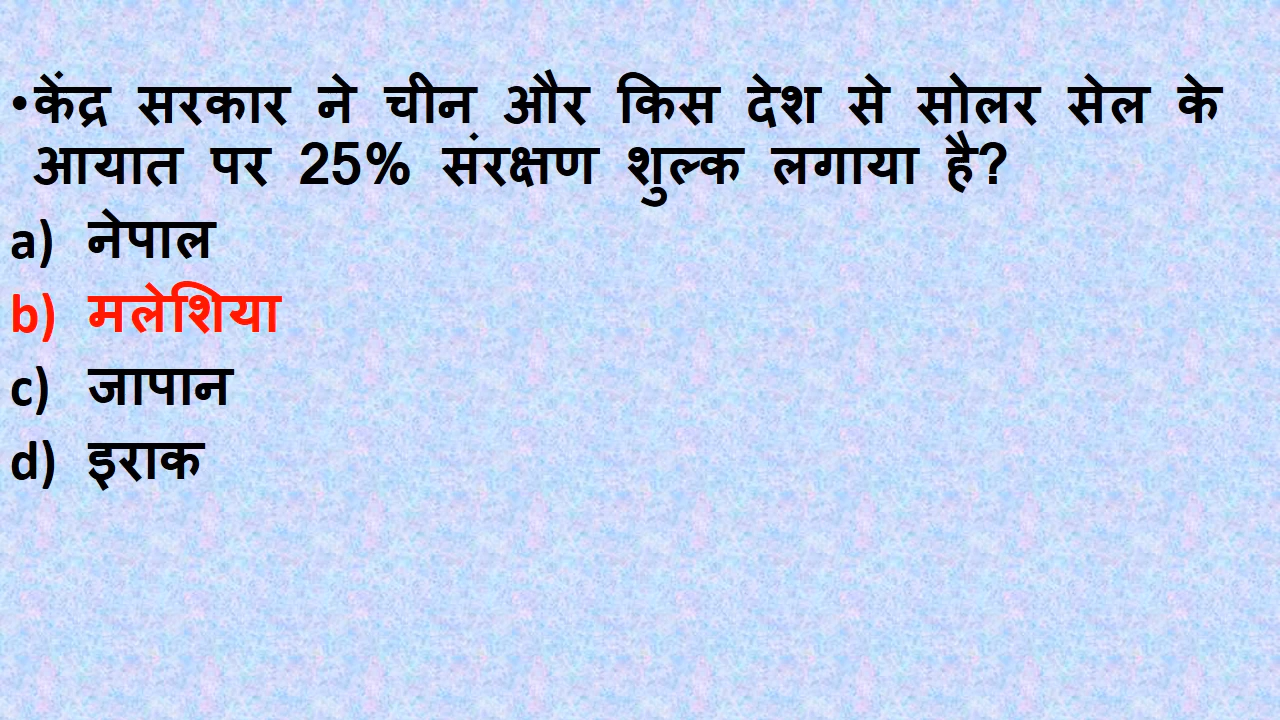 •केंद्र सरकार ने चीन और किस देश से सोलर सेल के
आयात पर 25% संरक्षण शुल्क लगाया है?
a) नेपाल
b) मलेशिया
c) जापान
d) इराक